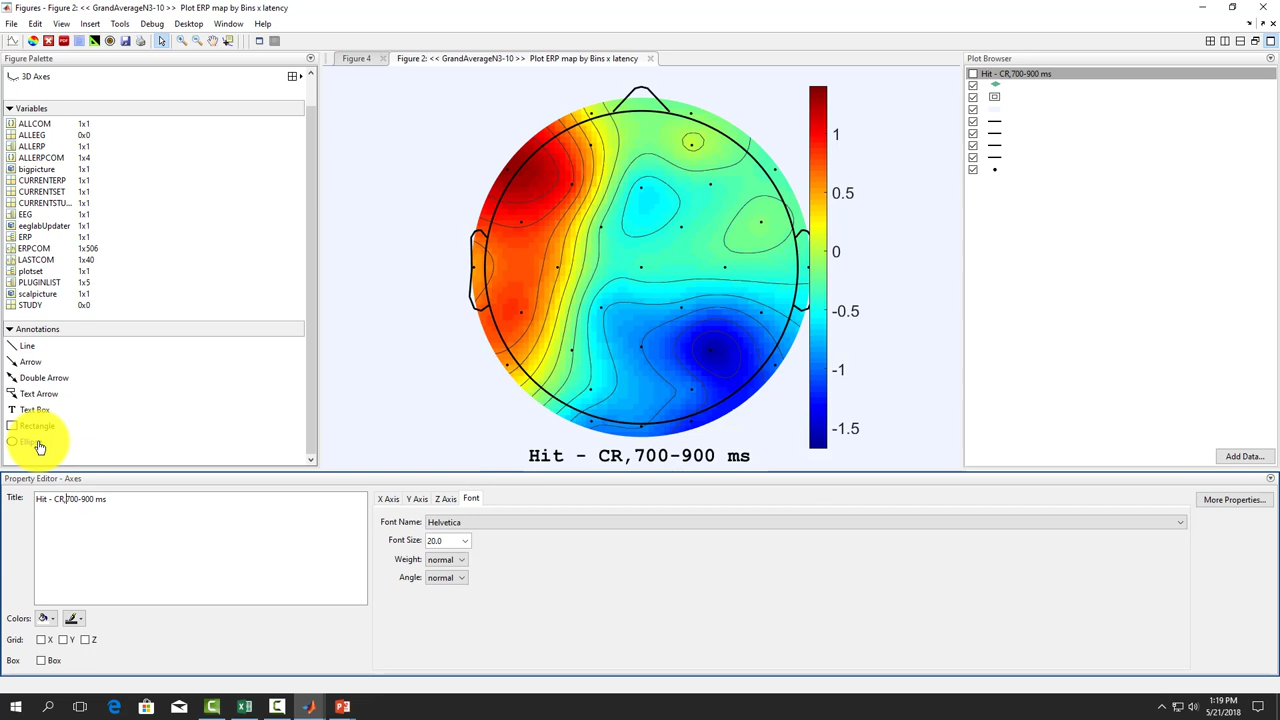 Figures - Figure 2: << GrandAverageN3-10 >> Plot ERP map by Bins x latency
File Edit View Insert Tools Debug Desktop Window Help
Figure Palette
Figure 4
Figure 2: << GrandAverageN3-10 >> Plot ERP map by Bins x latency
Plot Browser
3D Axes
Hit - CR,700-900 ms
Variables
ALLCOM 1x1
ALLEEG 0x0
ALLERP 1x1
ALLERPCOM 1x4
bigpicture 1x1
CURRENTERP 1x1
CURRENTSET 1x1
CURRENTSTU... 1x1
EEG 1x1
eeglabUpdater 1x1
ERP 1x1
ERPCOM 1x506
LASTCOM 1x40
plotset 1x1
PLUGINLIST 1x5
scalpicture 1x1
STUDY 0x0
1
0.5
0
-0.5
-1
-1.5
Annotations
Line
Arrow
Double Arrow
Text Arrow
Text Box
Rectangle
Hit - CR,700-900 ms
Add Data...
Property Editor - Axes
Title:
Hit - CR,700-900 ms
X Axis Y Axis Z Axis Font
More Properties...
Font Name: Helvetica
Font Size: 20.0
Weight: normal
Angle: normal
Colors:
Grid: X Y Z
Box Box
1:19 PM
5/21/2018